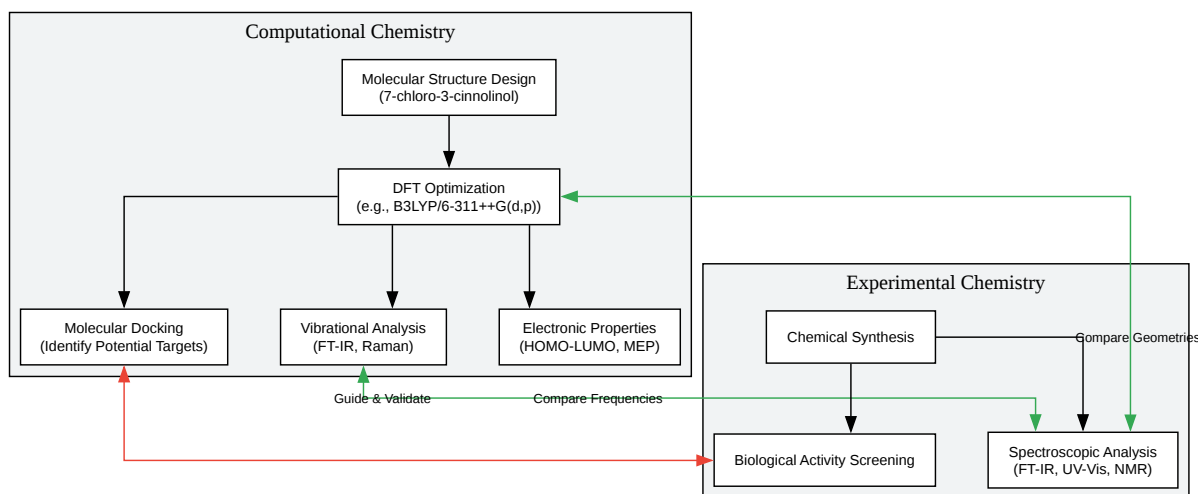 Computational Chemistry
Molecular Structure Design
(7-chloro-3-cinnolinol)
DFT Optimization
(e.g., B3LYP/6-311++G(d,p))
Molecular Docking
(Identify Potential Targets)
Vibrational Analysis
(FT-IR, Raman)
Electronic Properties
(HOMO-LUMO, MEP)
Experimental Chemistry
Chemical Synthesis
Compare Geometries
Guide & Validate
Compare Frequencies
Biological Activity Screening
Spectroscopic Analysis
(FT-IR, UV-Vis, NMR)